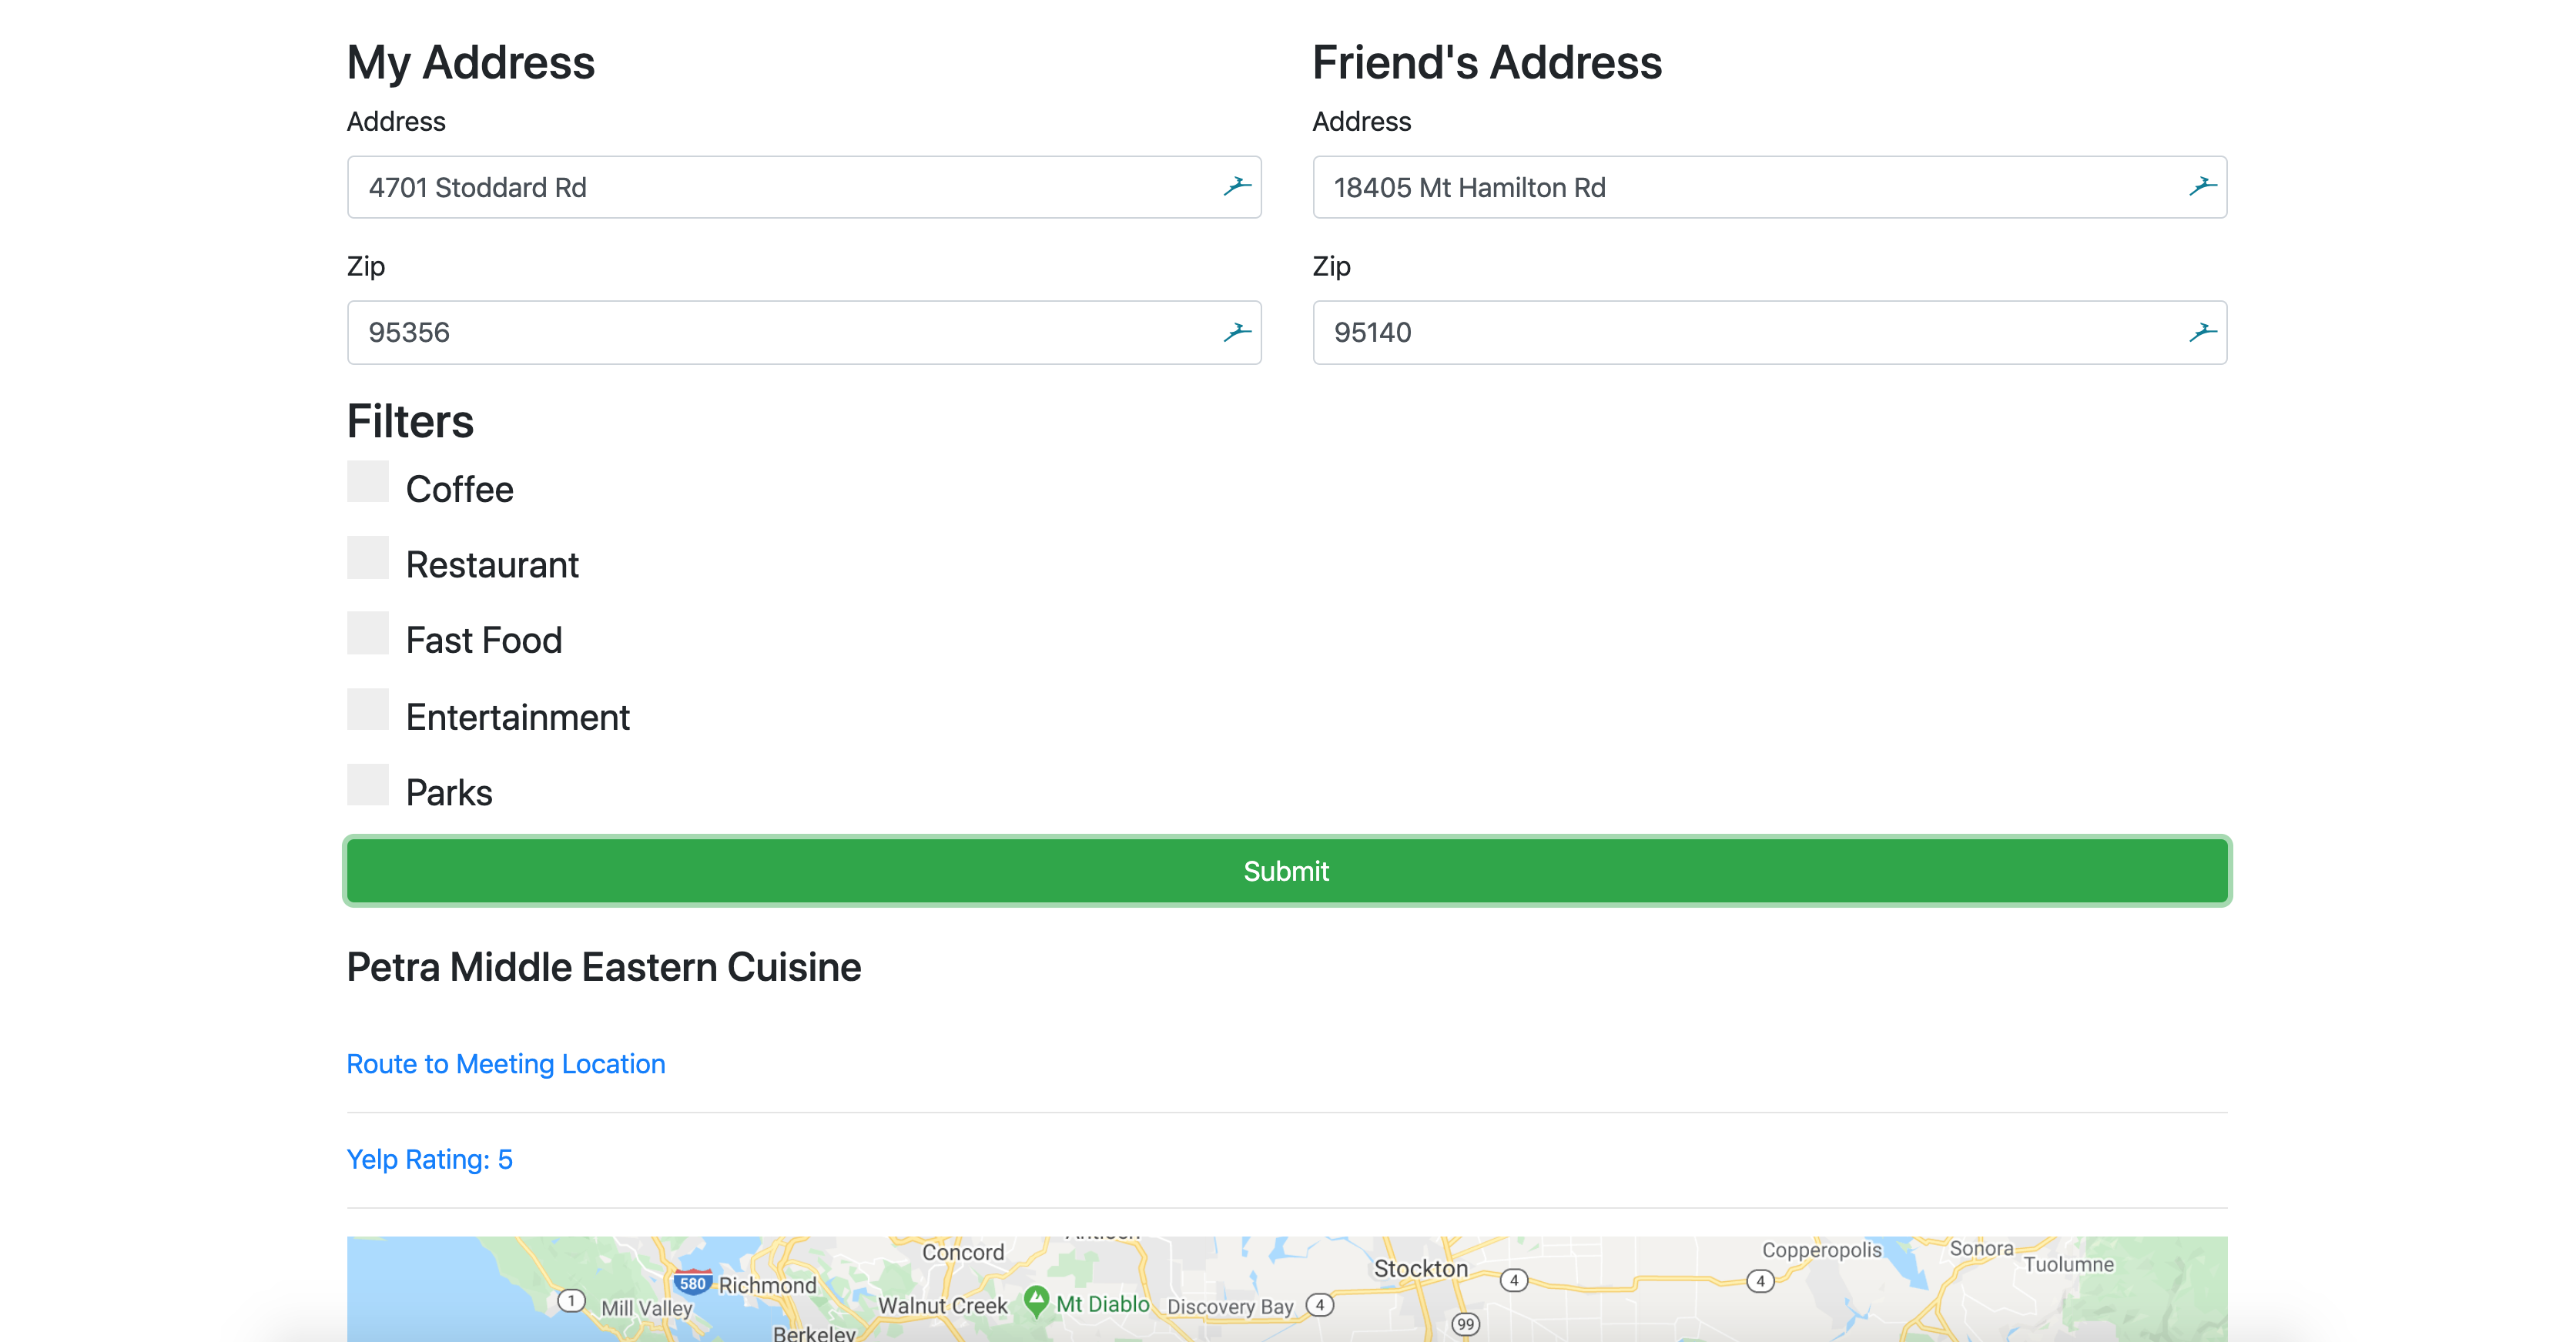 My Address
Address
4701 Stoddard Rd
Zip
95356
Friend's Address
Address
18405 Mt Hamilton Rd
Zip
95140
Filters
Coffee
Restaurant
Fast Food
Entertainment
Parks
Submit
Petra Middle Eastern Cuisine
Route to Meeting Location
Yelp Rating: 5
Concord
Copperopolis
Sonora
Stockton
Tuolumne
580
Richmond
4
4
1
Mill Valley
Walnut Creek
Mt Diablo
Discovery Bay
4
99
Berkeley